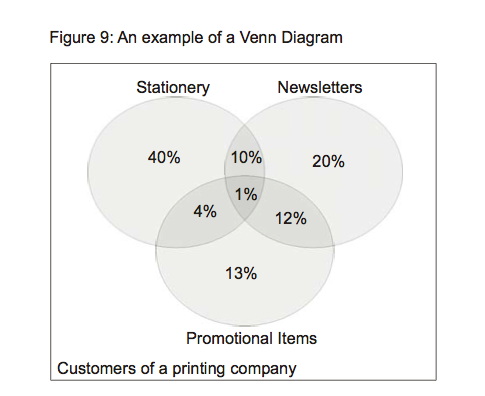 Figure 9: An example of a Venn Diagram
Stationery Newsletters
40% 10% 20%
1%
4% 12%
13%
Promotional Items
Customers of a printing company